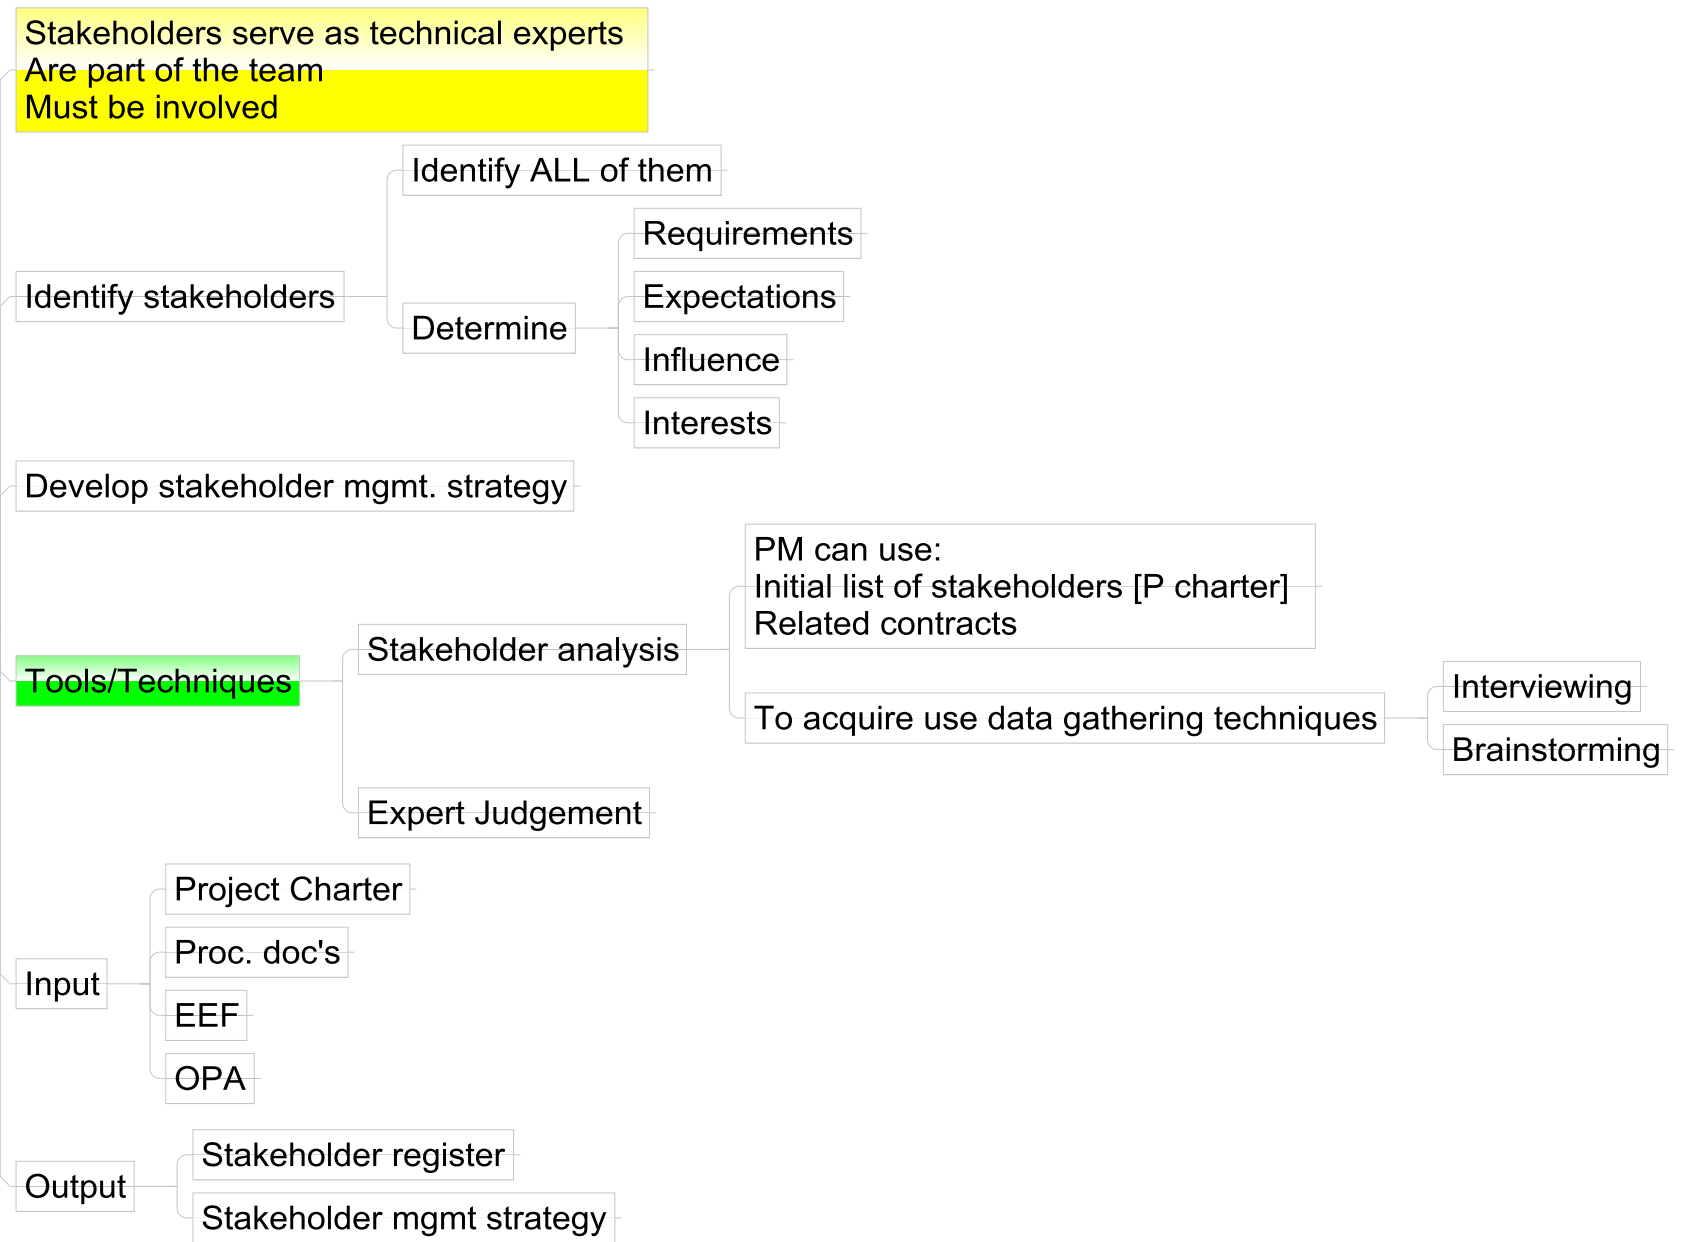 Stakeholders serve as technical experts
Are part of the team
Must be involved
Identify stakeholders
Identify ALL of them
Determine
Requirements
Expectations
Influence
Interests
Develop stakeholder mgmt. strategy
Tools/Techniques
Stakeholder analysis
PM can use:
Initial list of stakeholders [P charter]
Related contracts
To acquire use data gathering techniques
Interviewing
Brainstorming
Expert Judgement
Input
Project Charter
Proc. doc's
EEF
OPA
Output
Stakeholder register
Stakeholder mgmt strategy